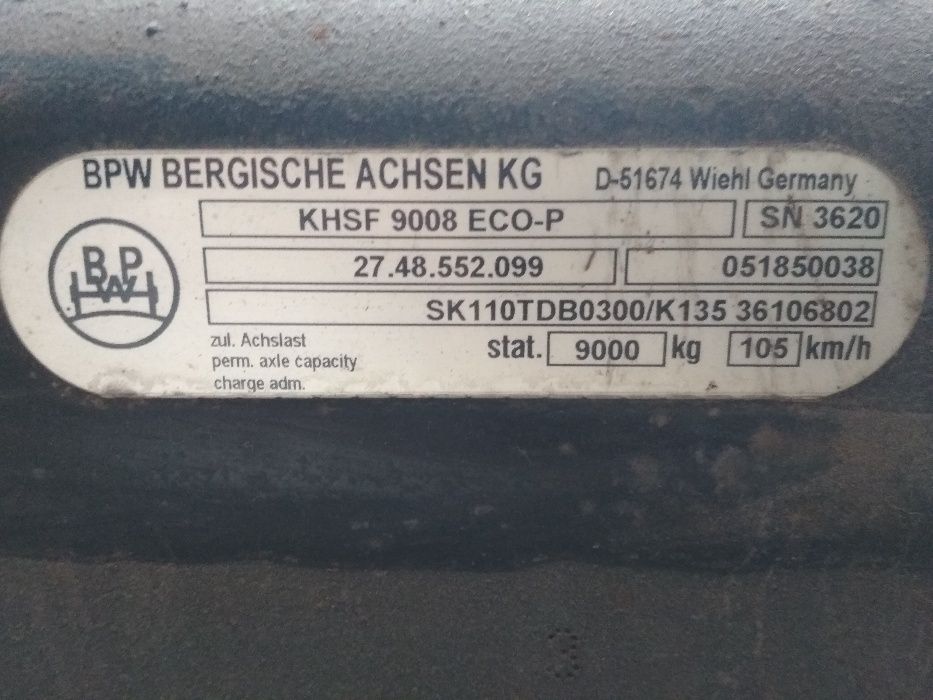 BPW BERGISCHE ACHSEN KG D-51674 Wiehl Germany
BPW
KHSF 9008 ECO-P SN 3620
27.48.552.099 051850038
SK110TDB0300/K135 36106802
zul. Achslast
perm. axle capacity
charge adm.
stat. 9000 kg 105 km/h
3